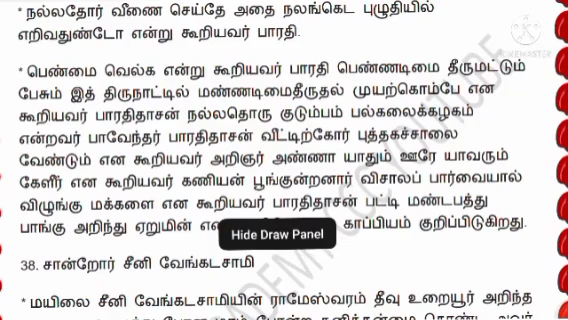 * நல்லதோர் வீணை செய்தே அதை நலங்கெட புழுதியில்
எறிவதுண்டோ என்று கூறியவர் பாரதி.
* பெண்மை வெல்க என்று கூறியவர் பாரதி பெண்ணடிமை தீருமட்டும்
பேசும் இத் திருநாட்டில் மண்ணடிமைதீருதல் முயற்கொம்பே என
கூறியவர் பாரதிதாசன் நல்லதொரு குடும்பம் பல்கலைக்கழகம்
என்றவர் பாவேந்தர் பாரதிதாசன் வீட்டிற்கோர் புத்தகச்சாலை
வேண்டும் என கூறியவர் அறிஞர் அண்ணா யாதும் ஊரே யாவரும்
கேளீர் என கூறியவர் கணியன் பூங்குன்றனார் விசாலப் பார்வையால்
விழுங்கு மக்களை என கூறியவர் பாரதிதாசன் பட்டி மண்டபத்து
பாங்கு அறிந்து ஏறுமின் என காப்பியம் குறிப்பிடுகிறது.
Hide Draw Panel
38. சான்றோர் சீனி வேங்கடசாமி
* மயிலை சீனி வேங்கடசாமியின் ராமேஸ்வரம் தீவு உறையூர் அறிந்த